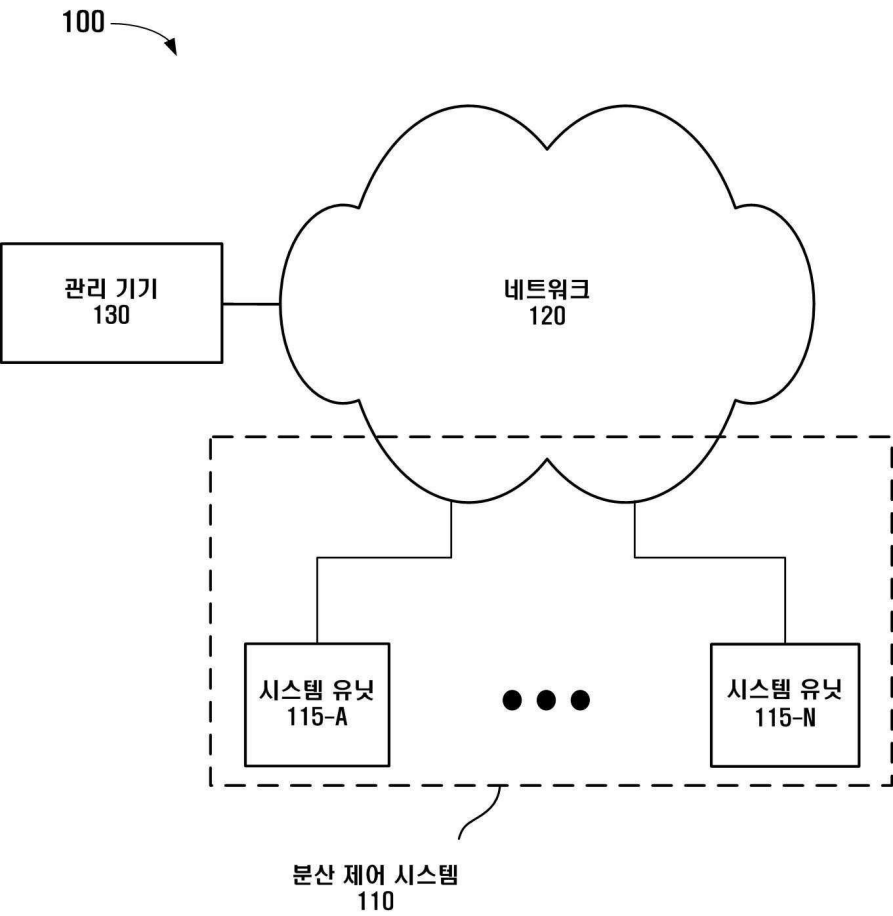 100
관리 기기
130
네트워크
120
시스템 유닛
115-A
시스템 유닛
115-N
분산 제어 시스템
110